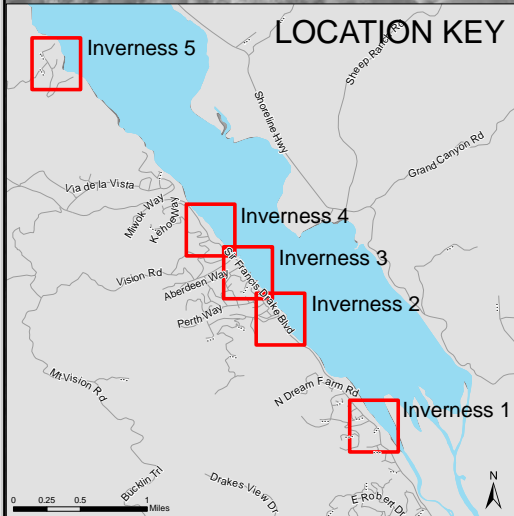 LOCATION KEY
Inverness 5
Sheep Ranch Rd
Shoreline Hwy
Grand Canyon Rd
Via de la Vista
Miwok Way
Kehoe Way
Inverness 4
Sir Francis Drake Blvd
Inverness 3
Vision Rd
Aberdeen Way
Perth Way
Inverness 2
Mt Vision Rd
N Dream Farm Rd
Inverness 1
Bucklin Trl
Drakes View Dr
E Robert Dr
N
0 0.25 0.5 1
Miles